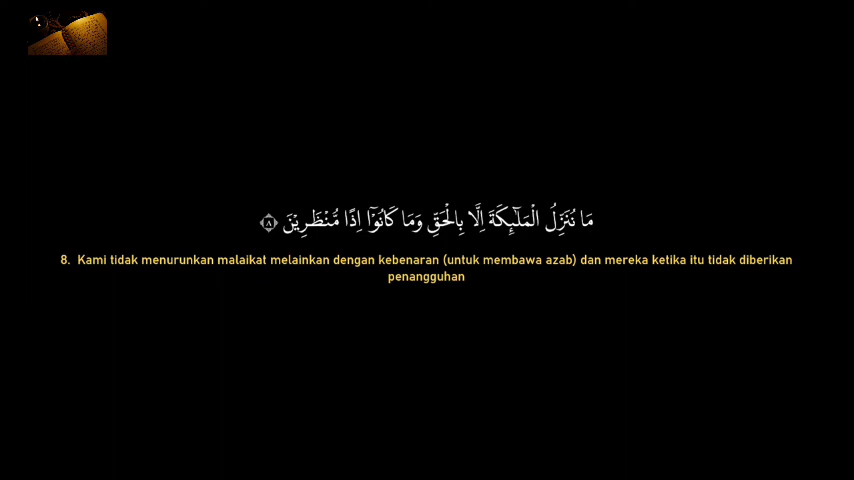 مَا نُنَزِّلُ الْمَلٰۤىِٕكَةَ اِلَّا بِالْحَقِّ وَمَا كَانُوْٓا اِذًا مُّنْظَرِيْنَ ۝٨
8. Kami tidak menurunkan malaikat melainkan dengan kebenaran (untuk membawa azab) dan mereka ketika itu tidak diberikan
penangguhan